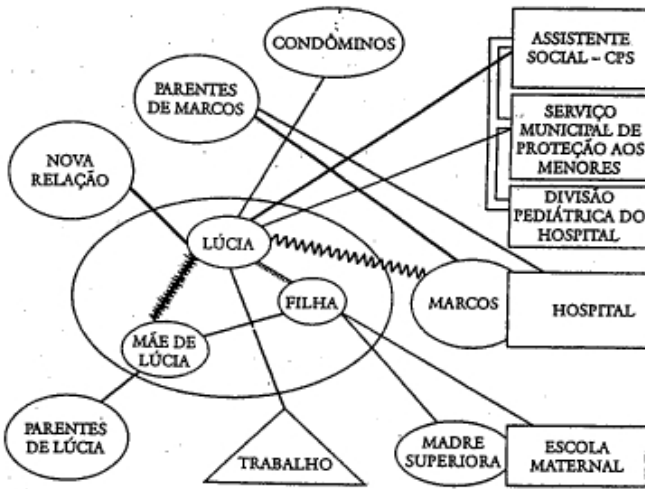 CONDÔMINOS
ASSISTENTE
SOCIAL – CPS
PARENTES
DE MARCOS
SERVIÇO
MUNICIPAL DE
PROTEÇÃO AOS
MENORES
NOVA
RELAÇÃO
DIVISÃO
PEDIÁTRICA DO
HOSPITAL
LÚCIA
FILHA
MARCOS
HOSPITAL
MÃE DE
LÚCIA
PARENTES
DE LÚCIA
TRABALHO
MADRE
SUPERIORA
ESCOLA
MATERNAL